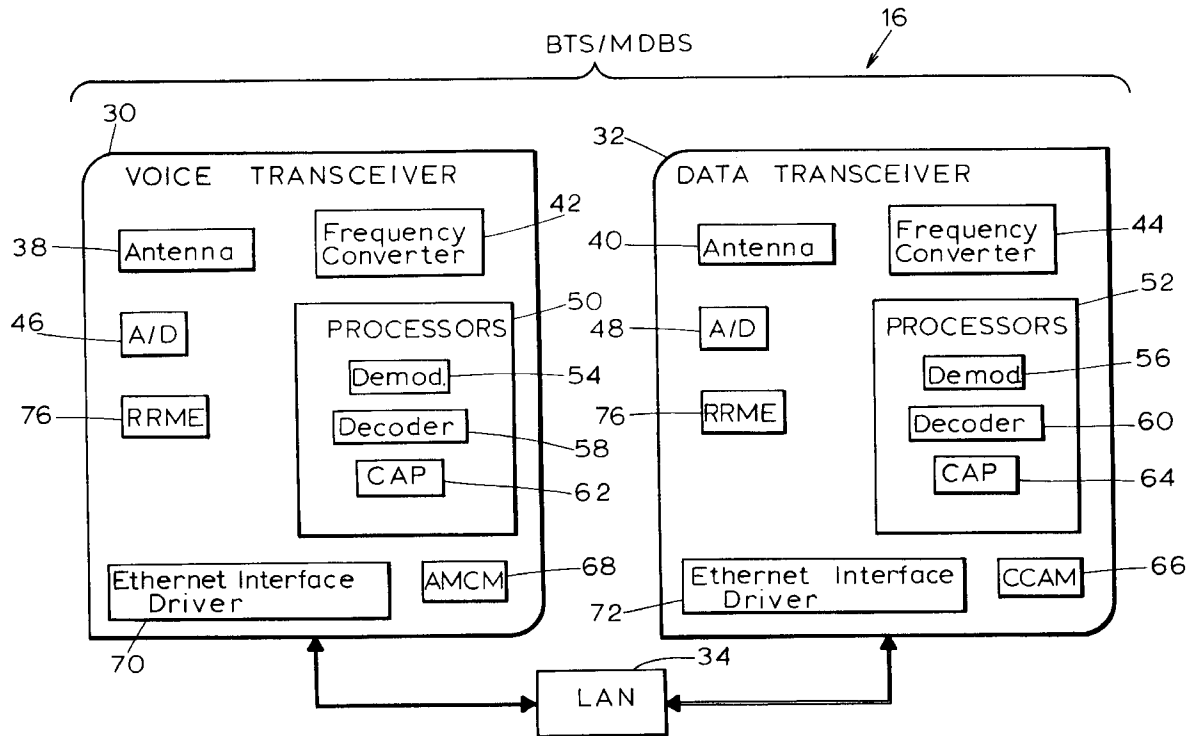 16
BTS/MDBS
30
VOICE TRANSCEIVER
32
DATA TRANSCEIVER
38
Antenna
42
Frequency
Converter
40
Antenna
44
Frequency
Converter
46
A/D
50
PROCESSORS
48
A/D
52
PROCESSORS
Demod.
54
Demod
56
76
RRME
Decoder
58
76
RRME
Decoder
60
CAP
62
CAP
64
Ethernet Interface
Driver
70
AMCM
68
Ethernet Interface
Driver
72
CCAM
66
34
LAN